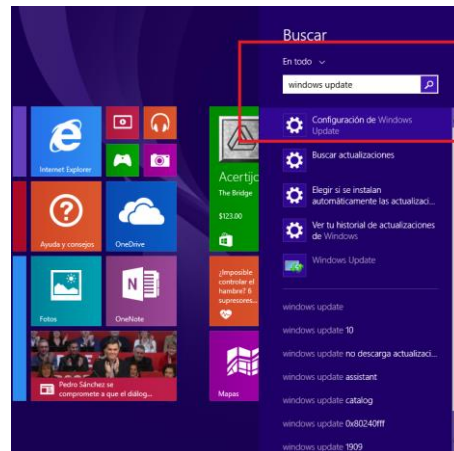 Buscar
En todo
windows update
Configuración de Windows
Update
Buscar actualizaciones
Elegir si se instalan
automáticamente las actualizaci...
Ver tu historial de actualizaciones
de Windows
Windows Update
windows update
windows update 10
windows update no descarga actualizaci...
windows update assistant
windows update catalog
windows update 0x80240fff
windows update 1909
Internet Explorer
Ayuda y consejos
OneDrive
Fotos
OneNote
Pedro Sánchez se
compromete a que el diálog...
Acertijo
The Bridge
$123.00
¿Imposible
controlar el
hambre? 6
supresores...
Mapas